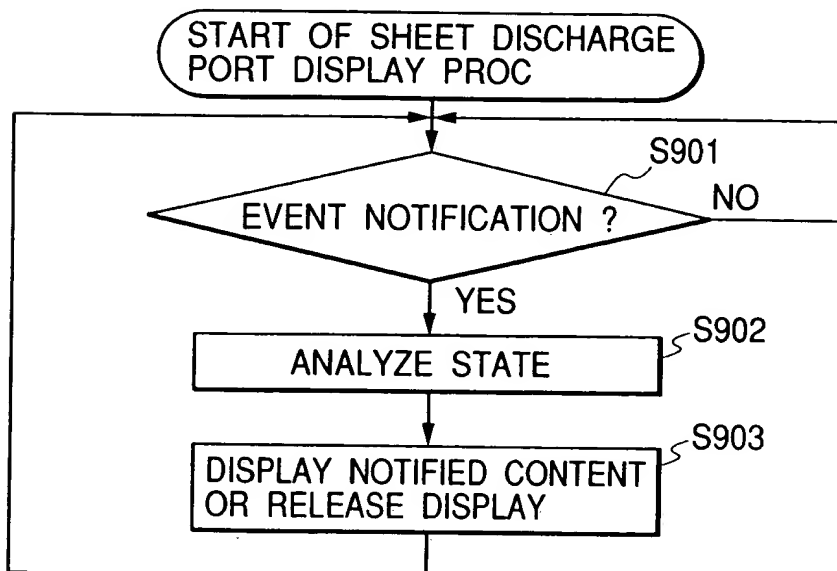 START OF SHEET DISCHARGE
PORT DISPLAY PROC
S901
EVENT NOTIFICATION ?
NO
YES
S902
ANALYZE STATE
S903
DISPLAY NOTIFIED CONTENT
OR RELEASE DISPLAY